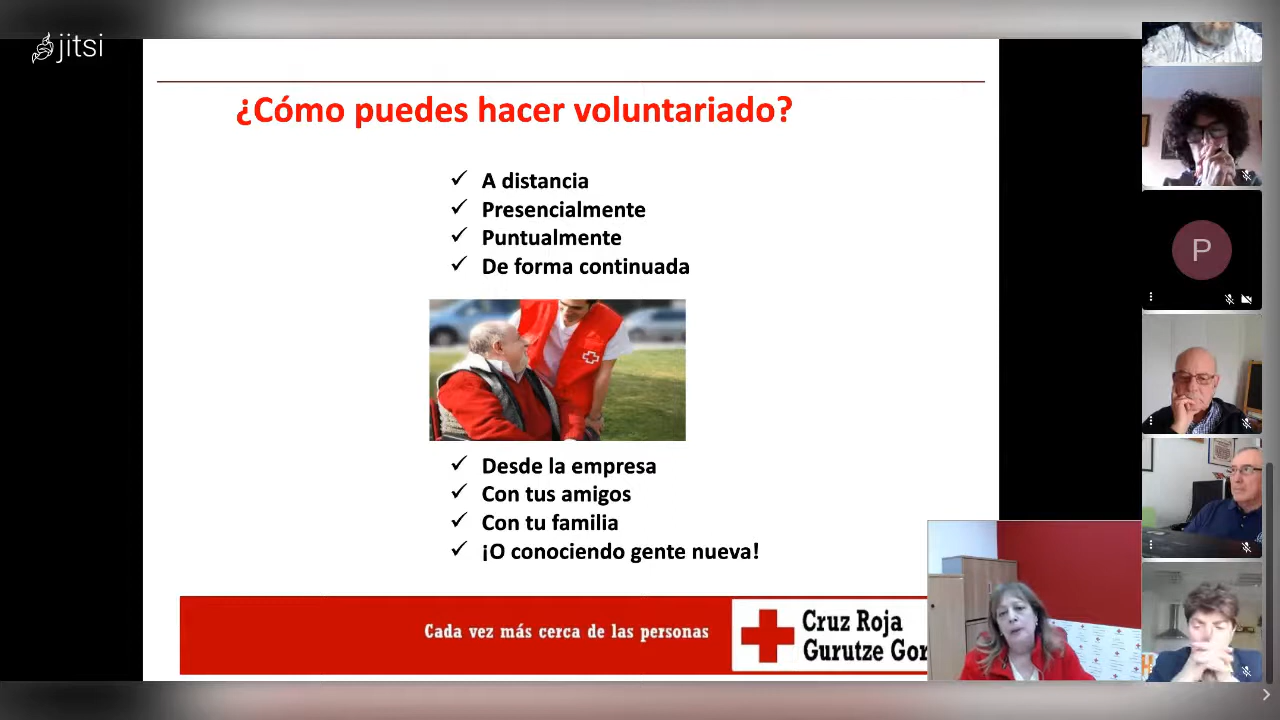 jitsi
¿Cómo puedes hacer voluntariado?
A distancia
Presencialmente
Puntualmente
De forma continuada
Desde la empresa
Con tus amigos
Con tu familia
¡O conociendo gente nueva!
Cada vez más cerca de las personas
Cruz Roja
Gurutze Gor
P